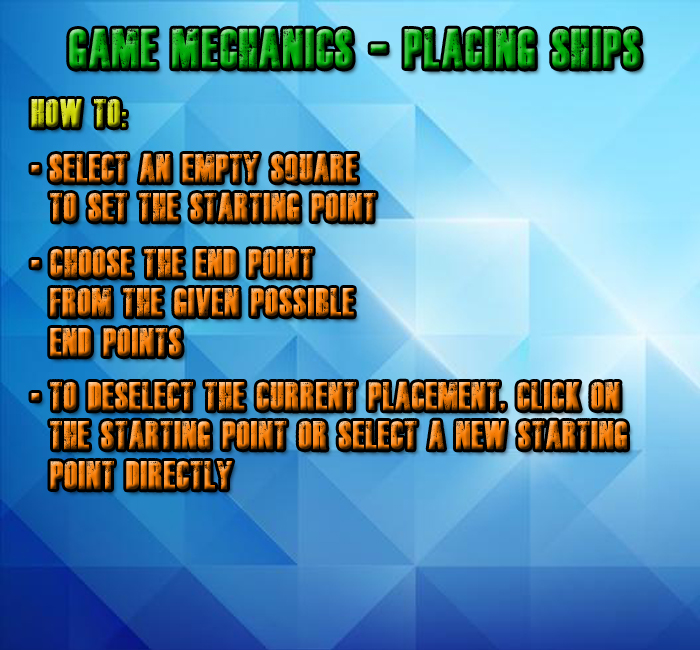 GAME MECHANICS - PLACING SHIPS
HOW TO:
- SELECT AN EMPTY SQUARE
TO SET THE STARTING POINT
- CHOOSE THE END POINT
FROM THE GIVEN POSSIBLE
END POINTS
- TO DESELECT THE CURRENT PLACEMENT, CLICK ON
THE STARTING POINT OR SELECT A NEW STARTING
POINT DIRECTLY